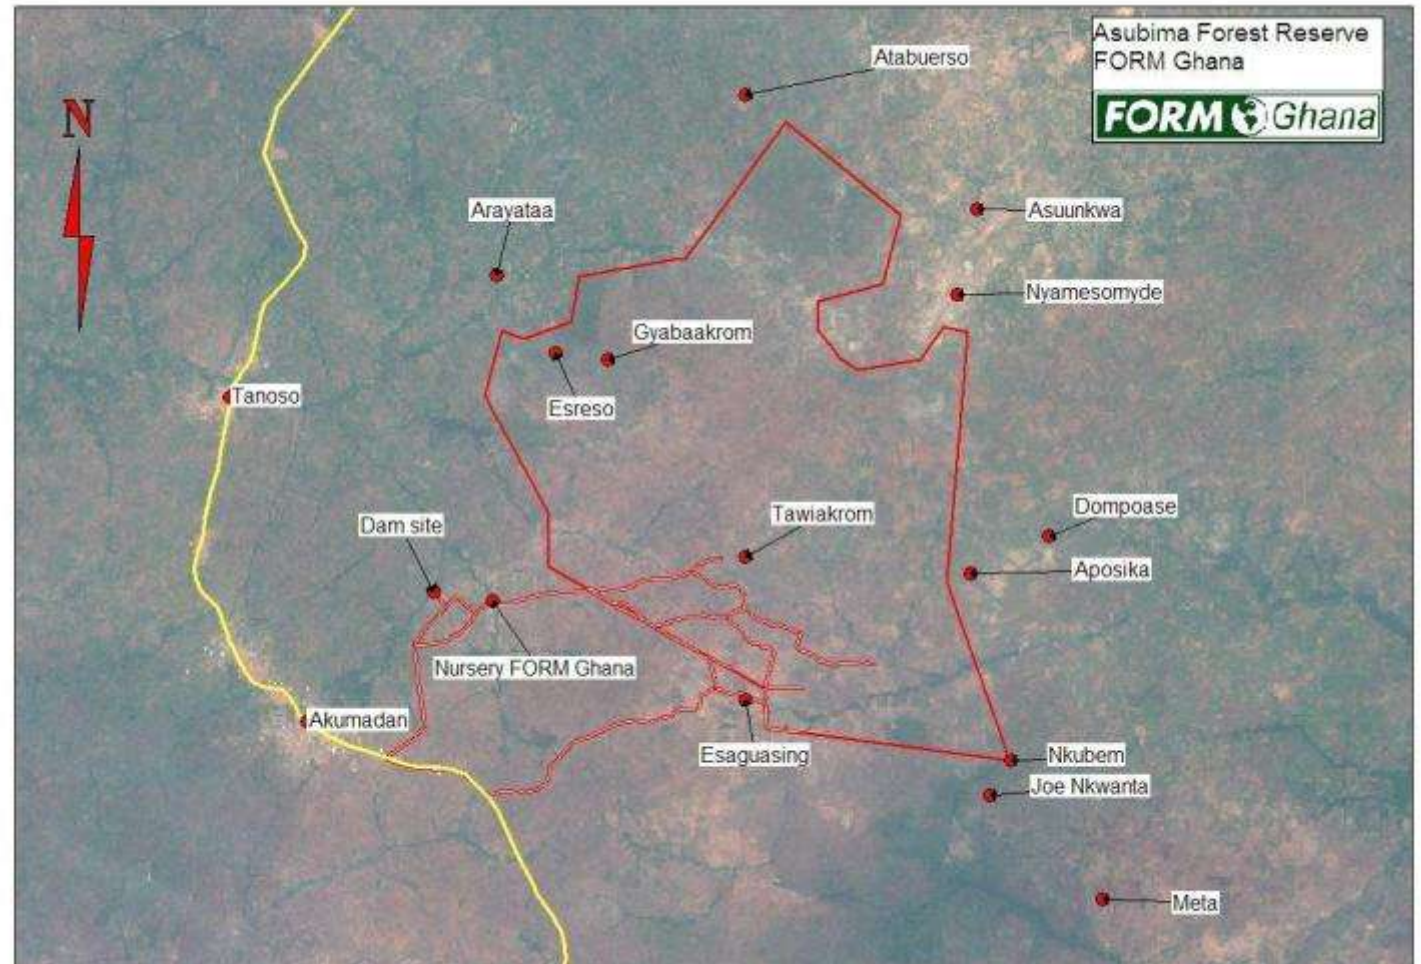 Asubima Forest Reserve
FORM Ghana
FORM Ghana
Atabuerso
N
Arayataa
Asuunkwa
Nyamesomyde
Gyabaakrom
Tanoso
Esreso
Dam site
Tawiakrom
Dompoase
Aposika
Nursery FORM Ghana
Akumadan
Esaguasing
Nkubem
Joe Nkwanta
Meta